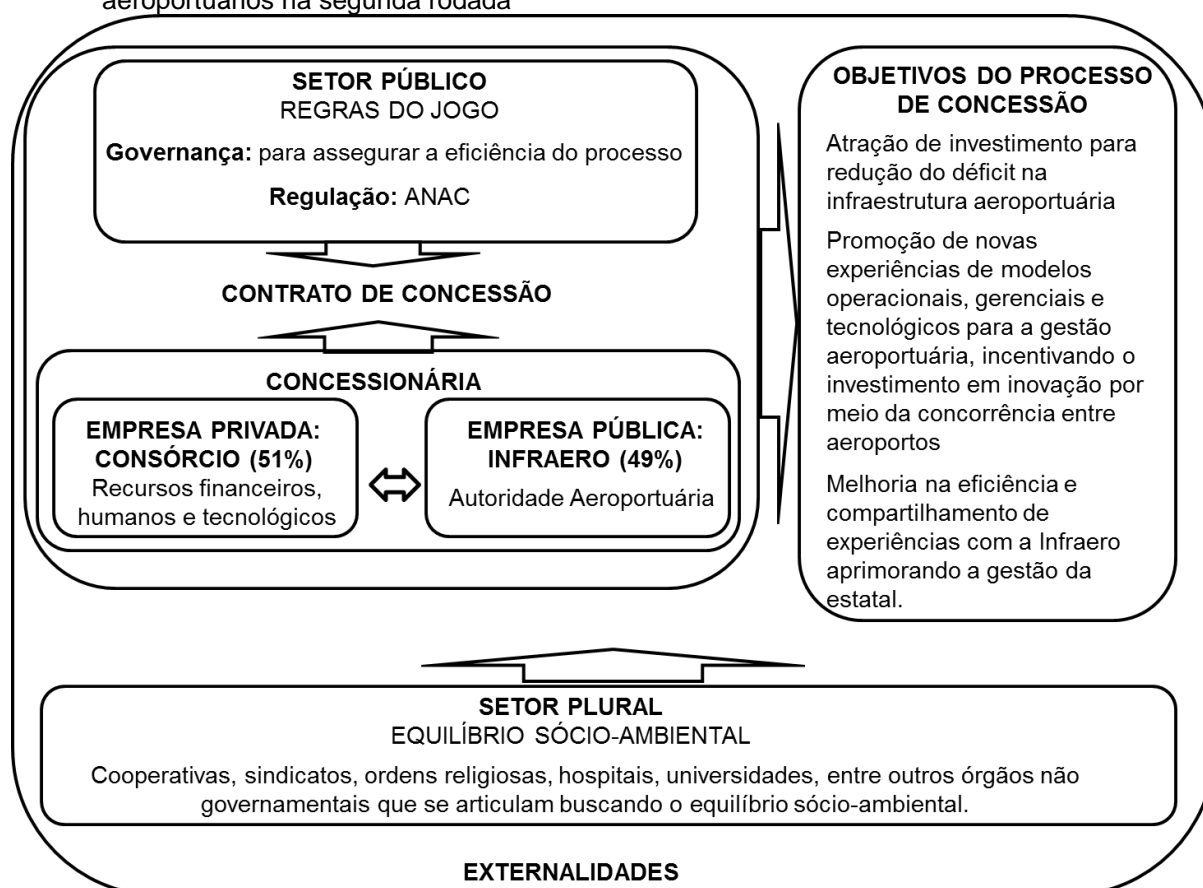 aeroportuários na segunda rodada
SETOR PÚBLICO
REGRAS DO JOGO
Governança: para assegurar a eficiência do processo
Regulação: ANAC
CONTRATO DE CONCESSÃO
CONCESSIONÁRIA
EMPRESA PRIVADA:
CONSÓRCIO (51%)
Recursos financeiros,
humanos e tecnológicos
EMPRESA PÚBLICA:
INFRAERO (49%)
Autoridade Aeroportuária
OBJETIVOS DO PROCESSO
DE CONCESSÃO
Atração de investimento para
redução do déficit na
infraestrutura aeroportuária
Promoção de novas
experiências de modelos
operacionais, gerenciais e
tecnológicos para a gestão
aeroportuária, incentivando o
investimento em inovação por
meio da concorrência entre
aeroportos
Melhoria na eficiência e
compartilhamento de
experiências com a Infraero
aprimorando a gestão da
estatal.
SETOR PLURAL
EQUILÍBRIO SÓCIO-AMBIENTAL
Cooperativas, sindicatos, ordens religiosas, hospitais, universidades, entre outros órgãos não
governamentais que se articulam buscando o equilíbrio sócio-ambiental.
EXTERNALIDADES